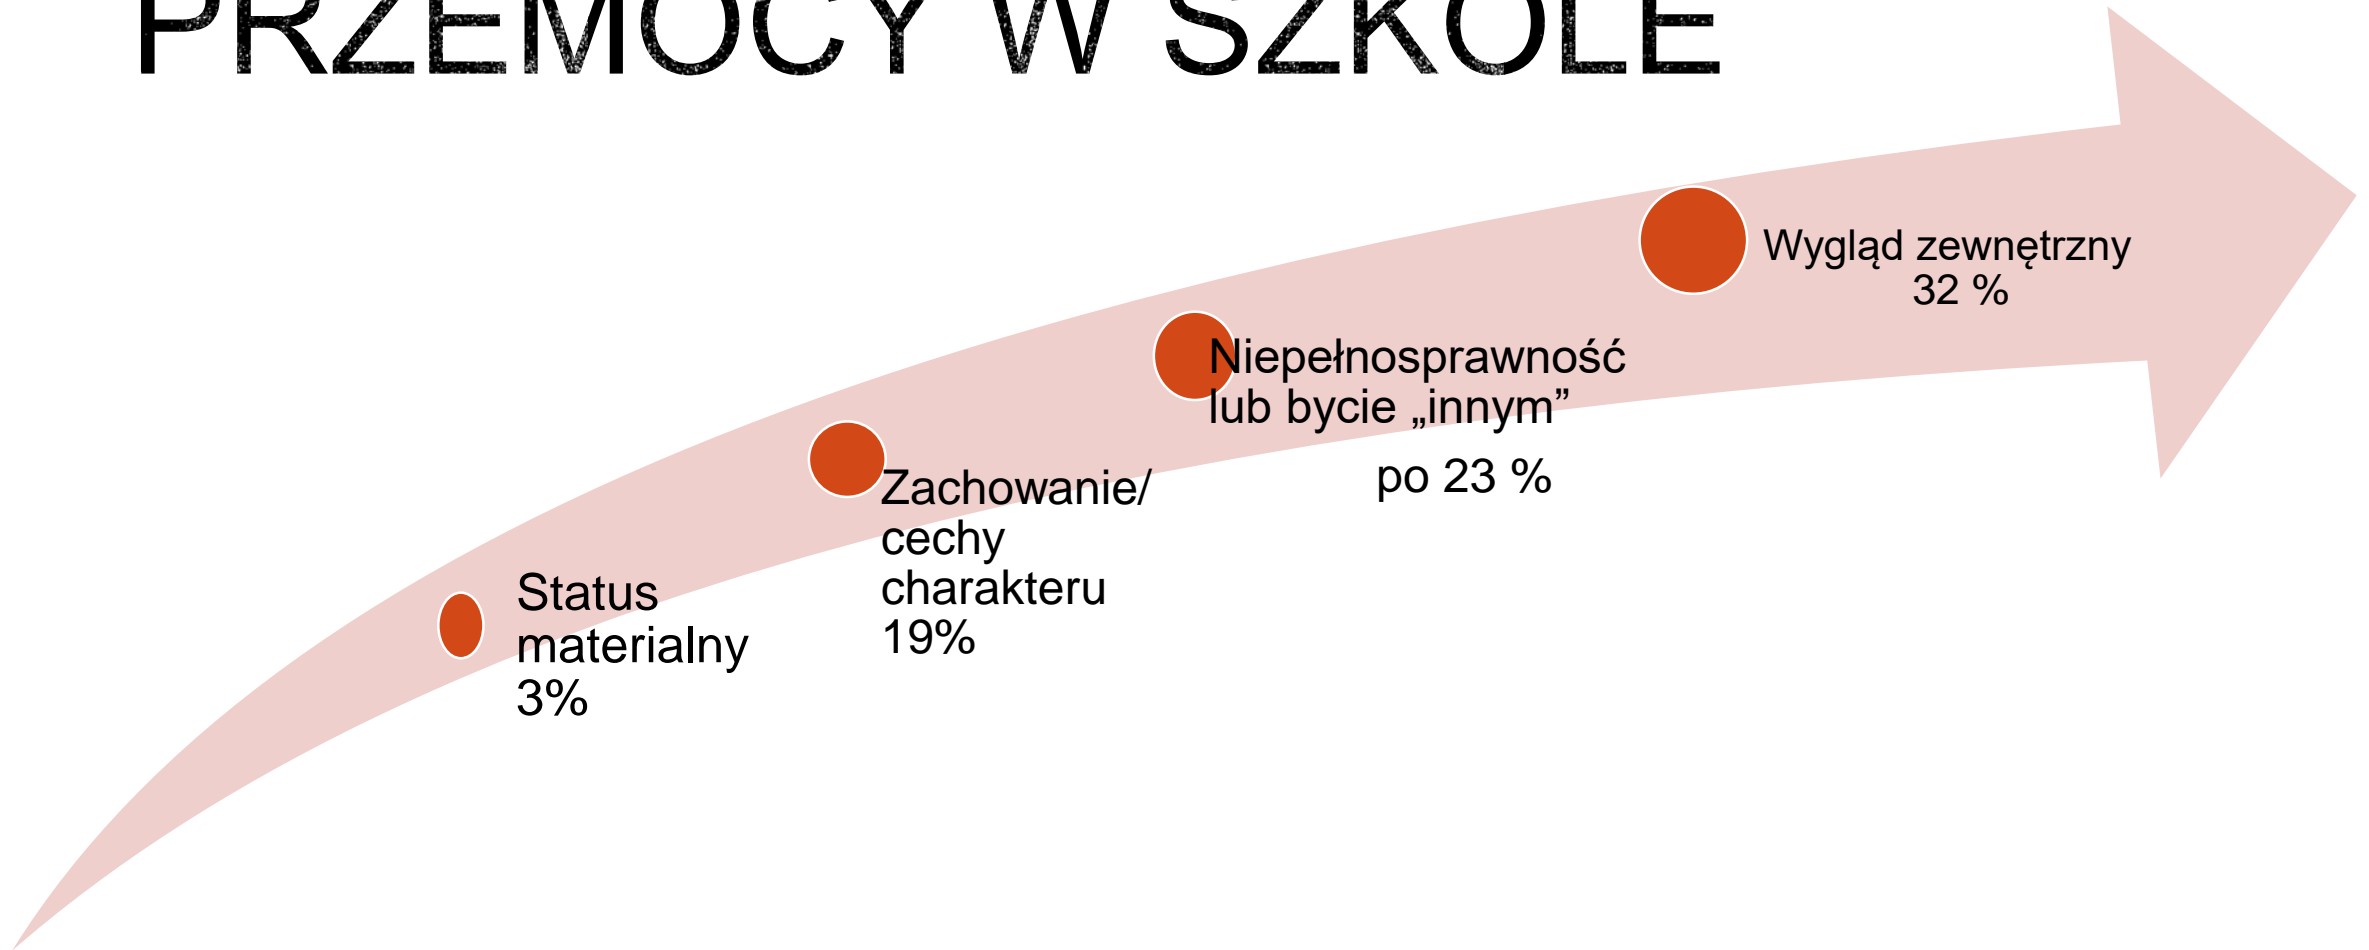 PRZEMOCY W SZKOLE
Wygląd zewnętrzny
32 %
Niepełnosprawność
lub bycie „innym”
po 23 %
Zachowanie/
cechy
charakteru
19%
Status
materialny
3%